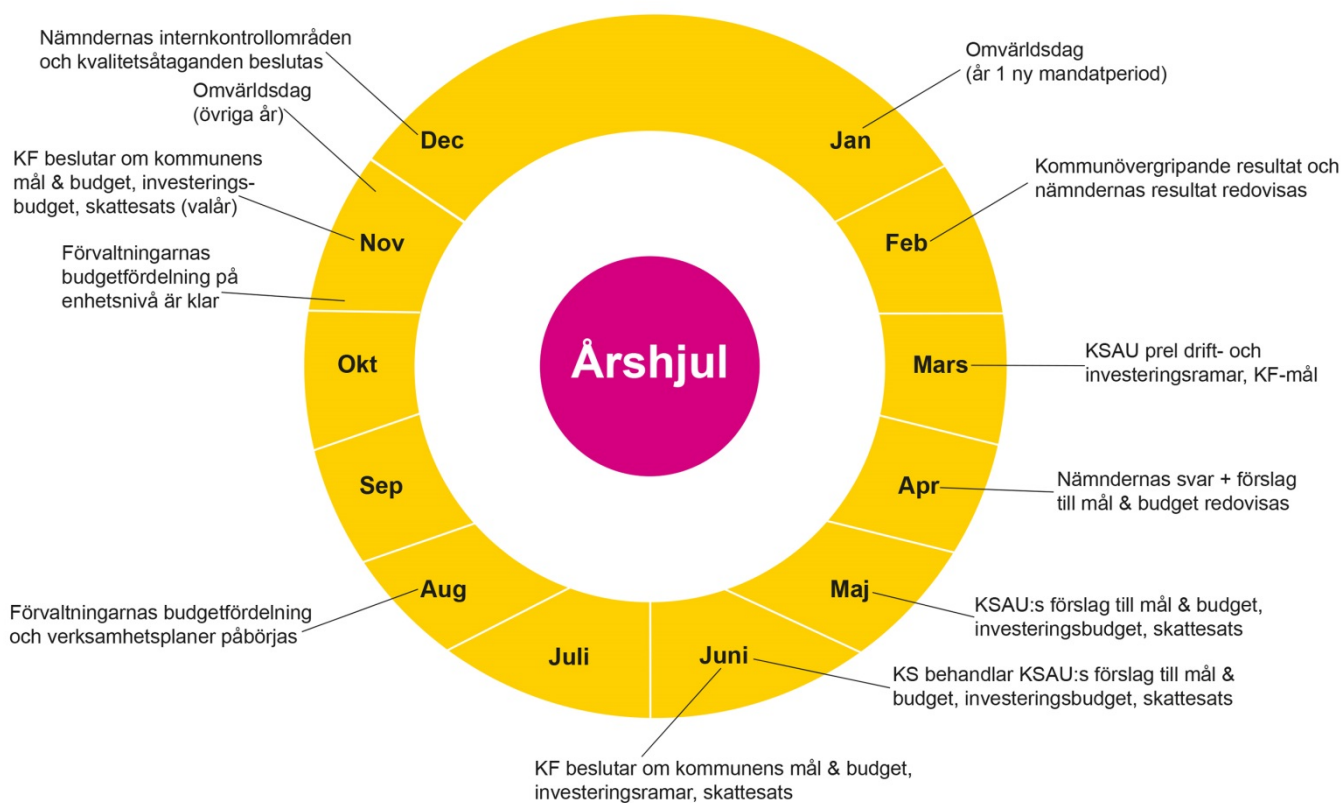 Årshjul
Jan
Omvärldsdag
(år 1 ny mandatperiod)
Feb
Kommunövergripande resultat och
nämndernas resultat redovisas
Mars
KSAU prel drift- och
investeringsramar, KF-mål
Apr
Nämndernas svar + förslag
till mål & budget redovisas
Maj
KSAU:s förslag till mål & budget,
investeringsbudget, skattesats
Juni
KS behandlar KSAU:s förslag till mål &
budget, investeringsbudget, skattesats
KF beslutar om kommunens mål & budget,
investeringsramar, skattesats
Juli
Aug
Förvaltningarnas budgetfördelning
och verksamhetsplaner påbörjas
Sep
Okt
Nov
Förvaltningarnas
budgetfördelning på
enhetsnivå är klar
KF beslutar om kommunens
mål & budget, investerings-
budget, skattesats (valår)
Omvärldsdag
(övriga år)
Dec
Nämndernas internkontrollområden
och kvalitetsåtaganden beslutas